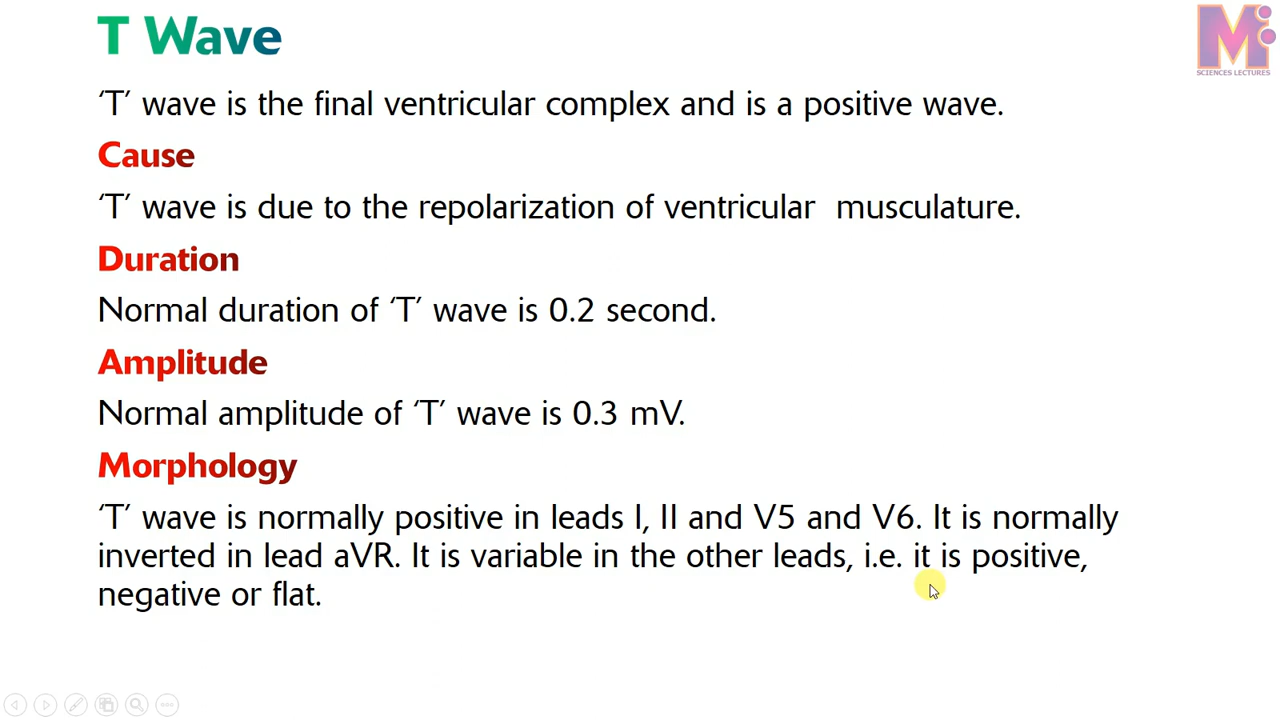 T Wave
M
SCIENCES LECTURES
‘T’ wave is the final ventricular complex and is a positive wave.
Cause
‘T’ wave is due to the repolarization of ventricular  musculature.
Duration
Normal duration of ‘T’ wave is 0.2 second.
Amplitude
Normal amplitude of ‘T’ wave is 0.3 mV.
Morphology
‘T’ wave is normally positive in leads I, II and V5 and V6. It is normally
inverted in lead aVR. It is variable in the other leads, i.e. it is positive,
negative or flat.